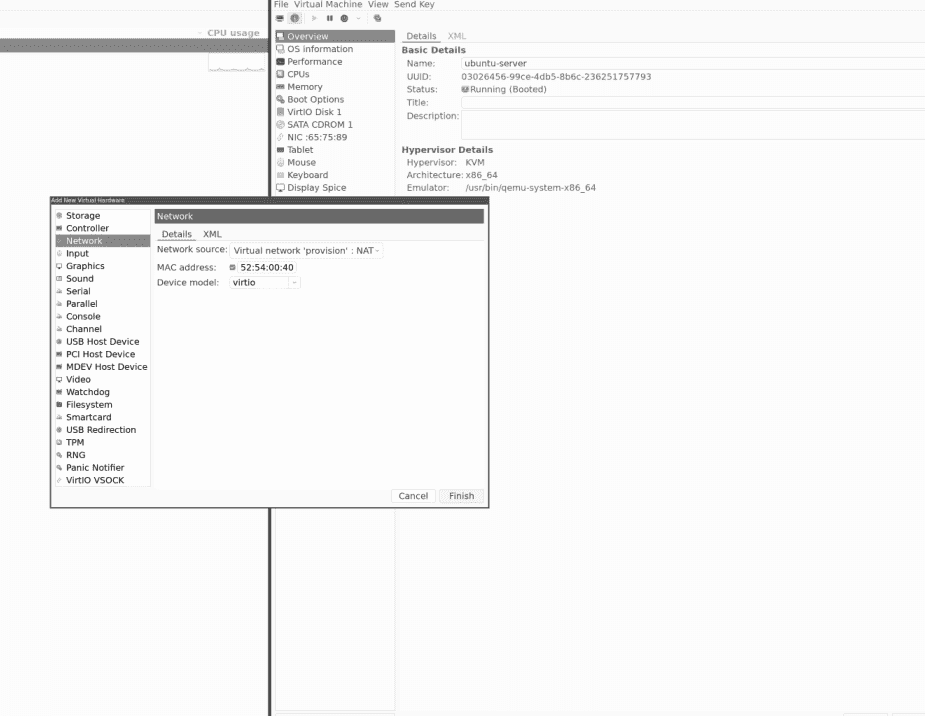 File Virtual Machine View Send Key
CPU usage
Overview
OS information
Performance
CPUs
Memory
Boot Options
VirtIO Disk 1
SATA CDROM 1
NIC :65:75:89
Tablet
Mouse
Keyboard
Display Spice
Details XML
Basic Details
Name: ubuntu-server
UUID: 03026456-99ce-4db5-8b6c-236251757793
Status: Running (Booted)
Title:
Description:
Hypervisor Details
Hypervisor: KVM
Architecture: x86_64
Emulator: /usr/bin/qemu-system-x86_64
Add New Virtual Hardware
Storage
Controller
Network
Input
Graphics
Sound
Serial
Parallel
Console
Channel
USB Host Device
PCI Host Device
MDEV Host Device
Video
Watchdog
Filesystem
Smartcard
USB Redirection
TPM
RNG
Panic Notifier
VirtIO VSOCK
Network
Details XML
Network source: Virtual network 'provision' : NAT
MAC address: 52:54:00:40
Device model: virtio
Cancel Finish